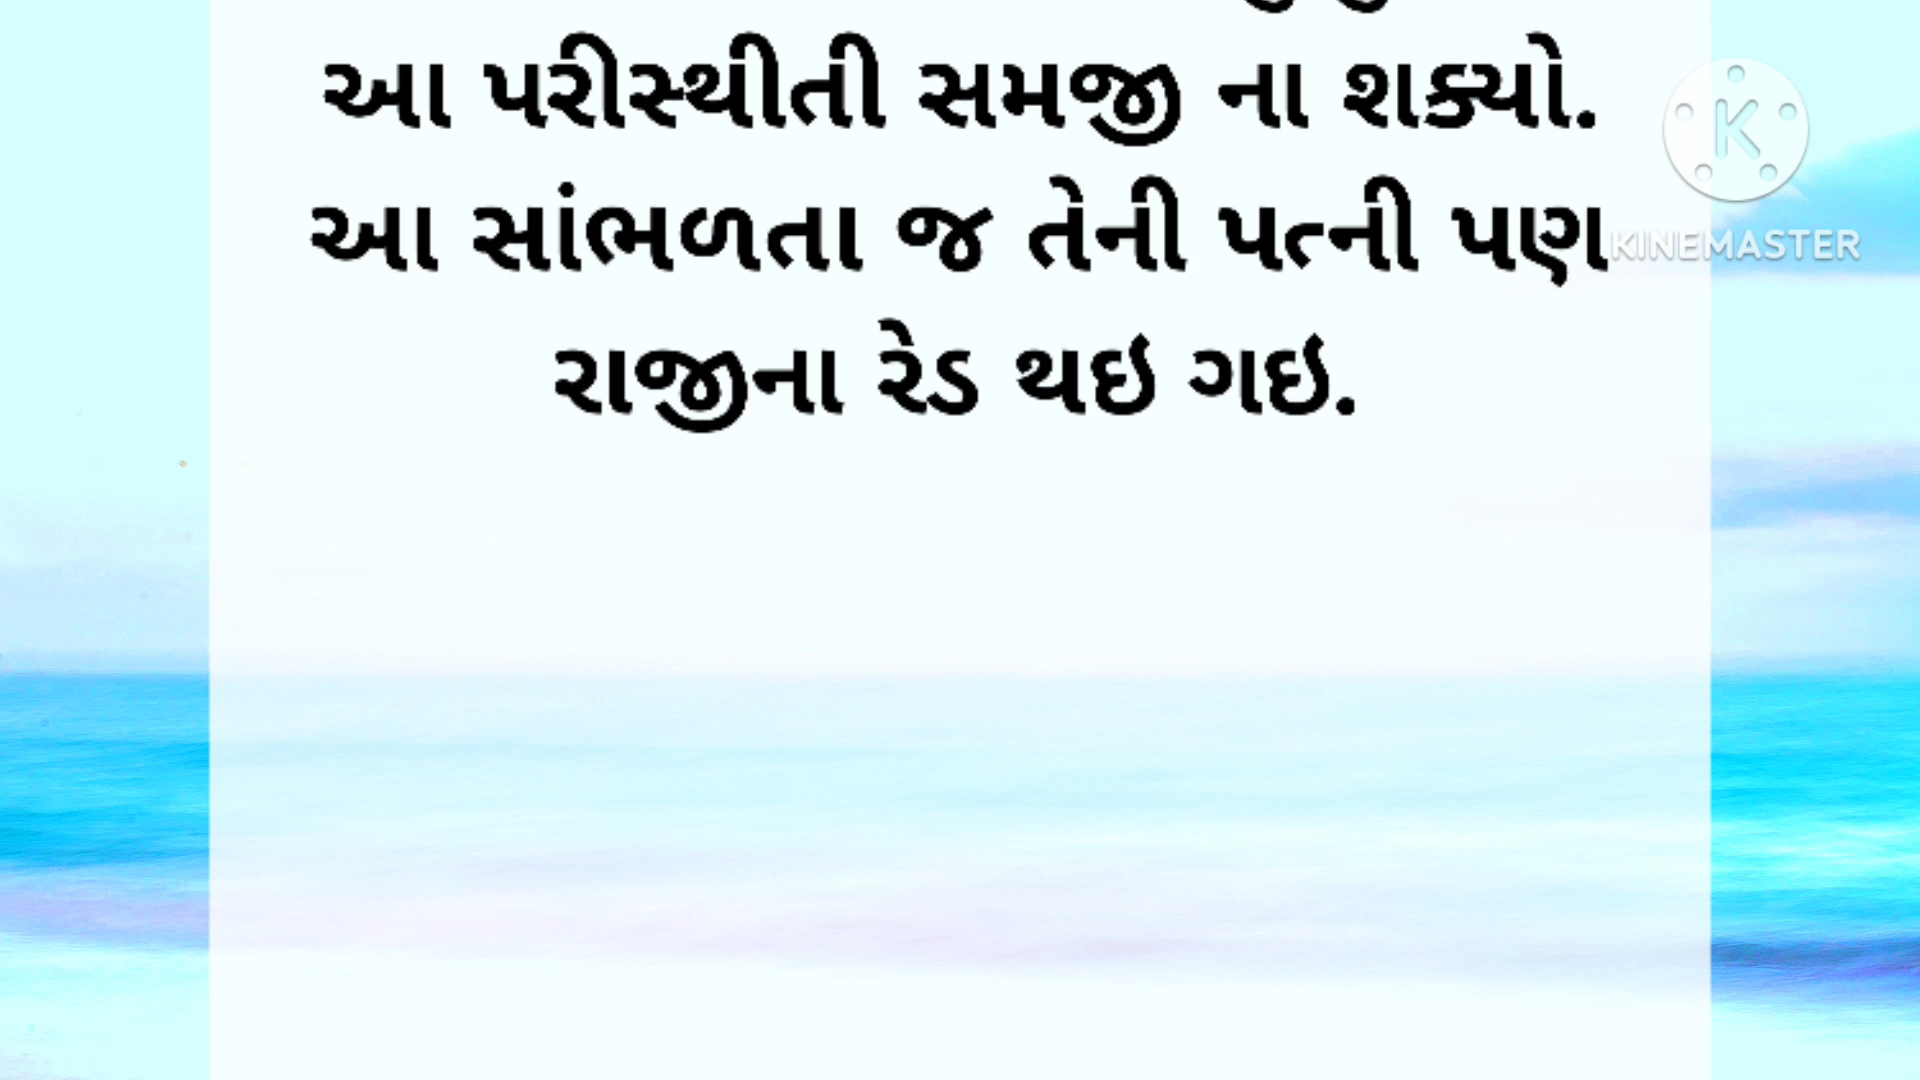 આ પરીસ્થીતી સમજી ના શક્યો.
આ સાંભળતા જ તેની પત્ની પણ
રાજીના રેડ થઇ ગઇ.
KINEMASTER